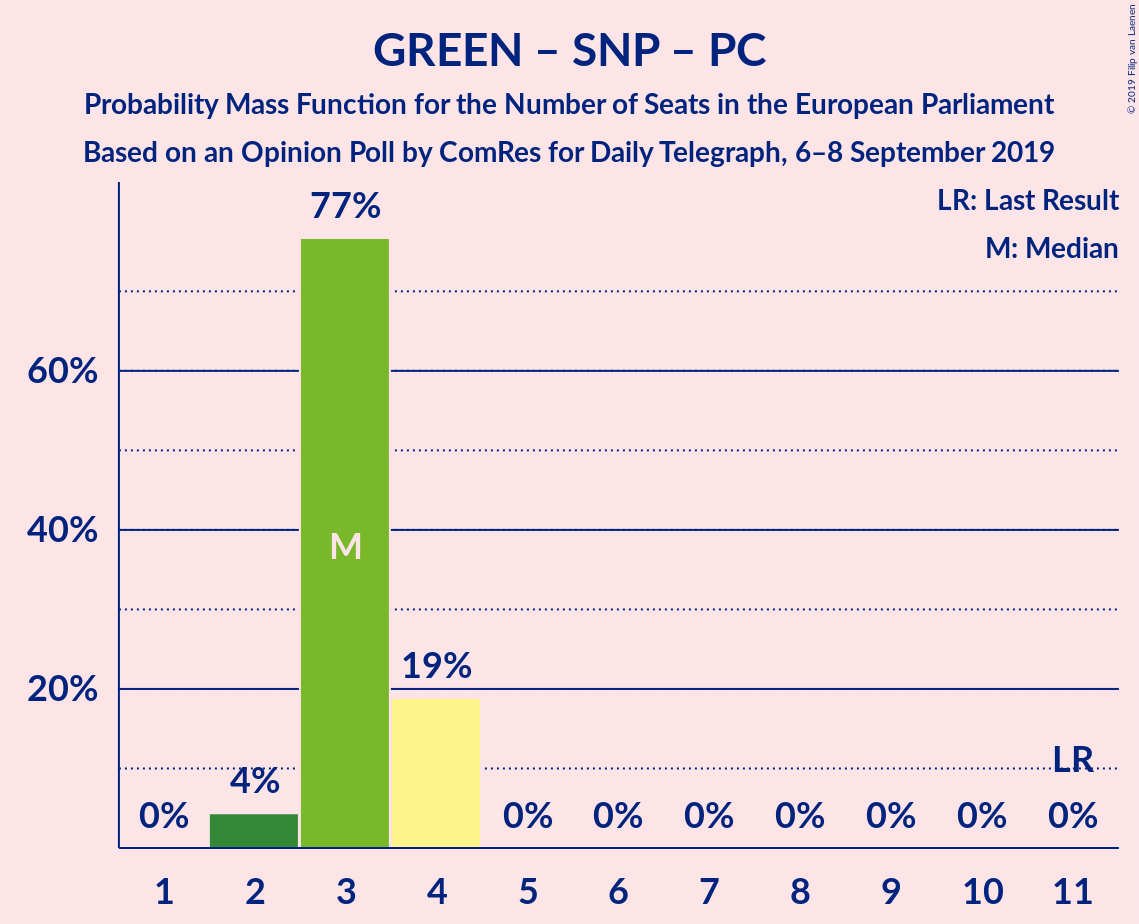 GREEN – SNP – PC
Probability Mass Function for the Number of Seats in the European Parliament
Based on an Opinion Poll by ComRes for Daily Telegraph, 6–8 September 2019
© 2019 Filip van Laenen
LR: Last Result
M: Median
77%
60%
40%
M
19%
20%
LR
4%
0% 0% 0% 0% 0% 0% 0% 0%
1 2 3 4 5 6 7 8 9 10 11